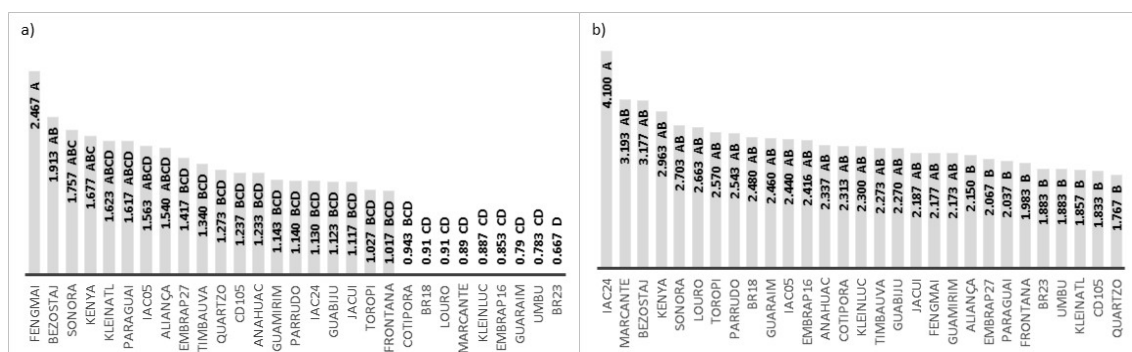 a)
2.467 A
1.913 AB
1.757 ABC
1.677 ABC
1.623 ABCD
1.617 ABCD
1.563 ABCD
1.540 ABCD
1.417 BCD
1.340 BCD
1.273 BCD
1.237 BCD
1.233 BCD
1.143 BCD
1.140 BCD
1.130 BCD
1.123 BCD
1.117 BCD
1.027 BCD
1.017 BCD
0.943 BCD
0.91 CD
0.91 CD
0.89 CD
0.887 CD
0.853 CD
0.79 CD
0.783 CD
0.667 D
FENGMAI
BEZOSTAJ
SONORA
KENYA
KLEINATL
PARAGUAI
IAC05
ALIANÇA
EMBRAP27
TIMBAUVA
QUARTZO
CD105
ANAHUAC
GUAMIRIM
PARRUDO
IAC24
GUABIJU
JACUI
TOROPI
FRONTANA
COTIPORA
BR18
LOURO
MARCANTE
KLEINLUC
EMBRAP16
GUARAIM
UMBU
BR23
b)
4.100 A
3.193 AB
3.177 AB
2.963 AB
2.703 AB
2.663 AB
2.570 AB
2.543 AB
2.480 AB
2.460 AB
2.440 AB
2.416 AB
2.337 AB
2.313 AB
2.300 AB
2.273 AB
2.270 AB
2.187 AB
2.177 AB
2.173 AB
2.150 B
2.067 B
2.037 B
1.983 B
1.883 B
1.883 B
1.857 B
1.833 B
1.767 B
IAC24
MARCANTE
BEZOSTAJ
KENYA
SONORA
LOURO
TOROPI
PARRUDO
BR18
GUARAIM
IAC05
EMBRAP16
ANAHUAC
COTIPORA
KLEINLUC
TIMBAUVA
GUABIJU
JACUI
FENGMAI
GUAMIRIM
ALIANÇA
EMBRAP27
PARAGUAI
FRONTANA
BR23
UMBU
KLEINATL
CD105
QUARTZO